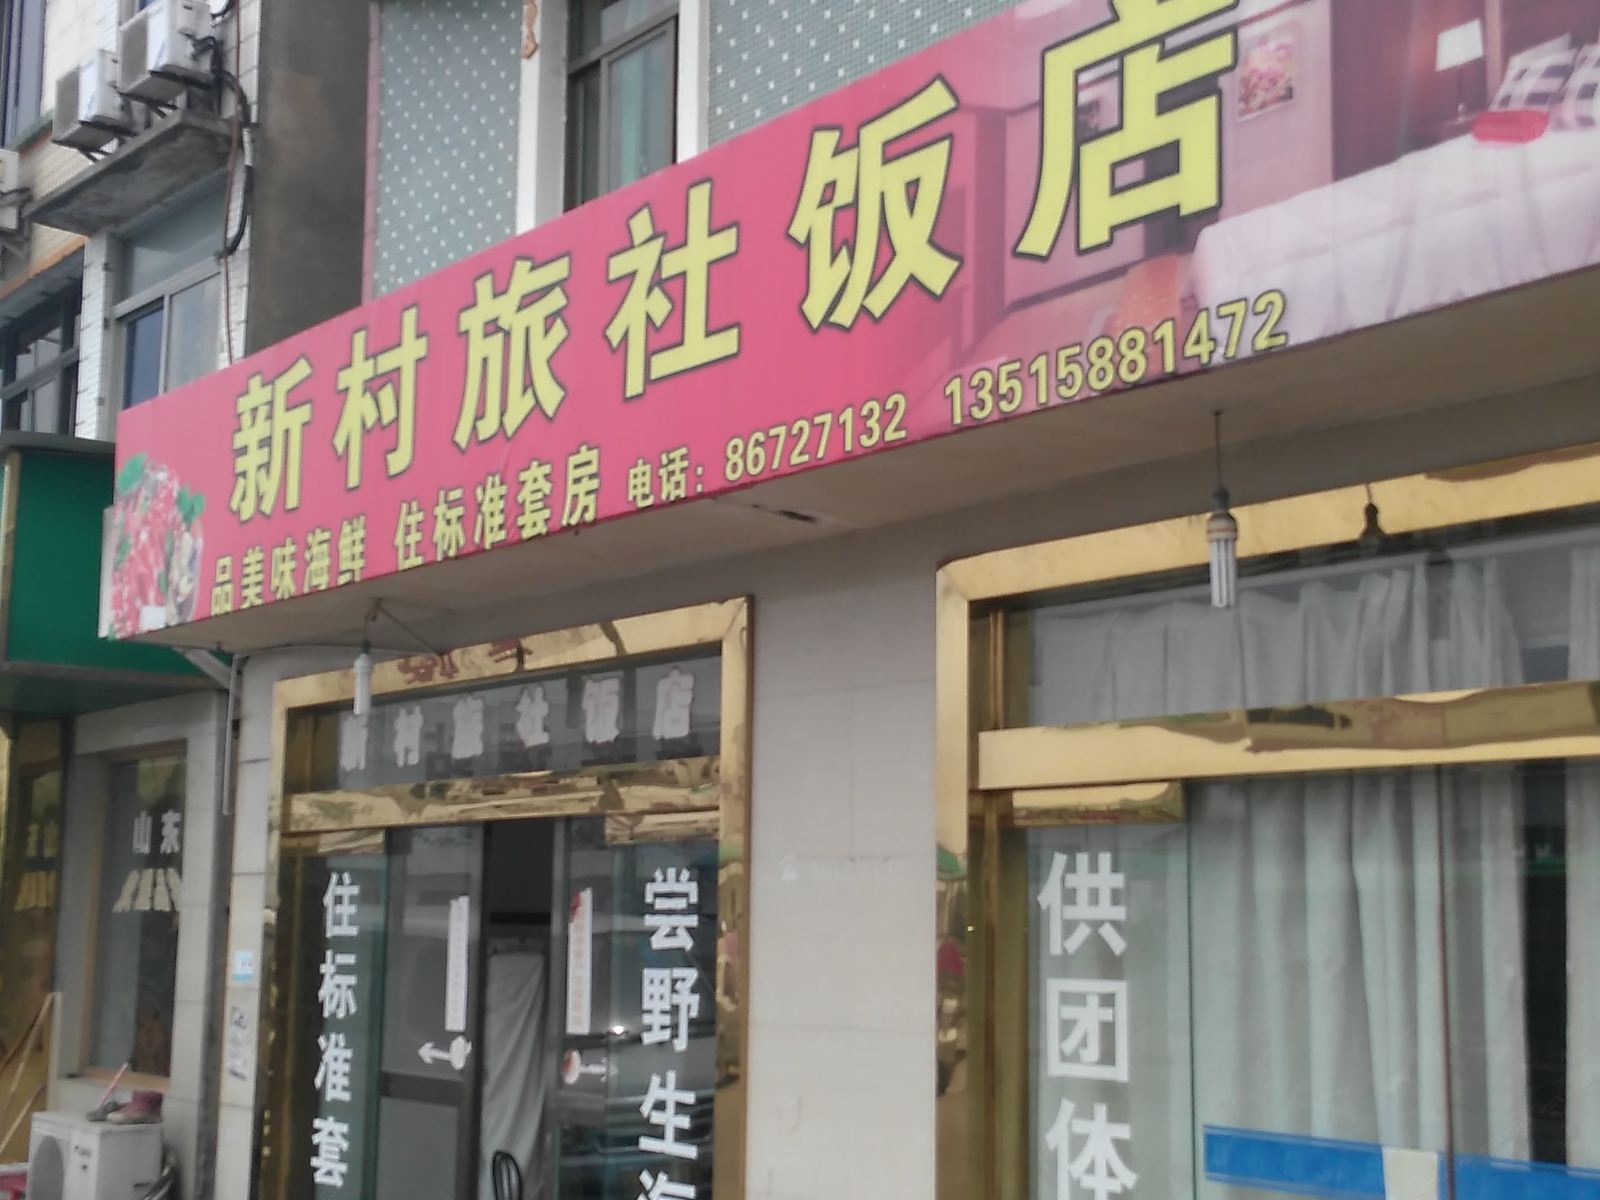 新村旅社饭店
品美味海鲜 住标准套房 电话：86727132 13515881472
新村旅社饭店
住标准套
尝野生海
供团体
山东